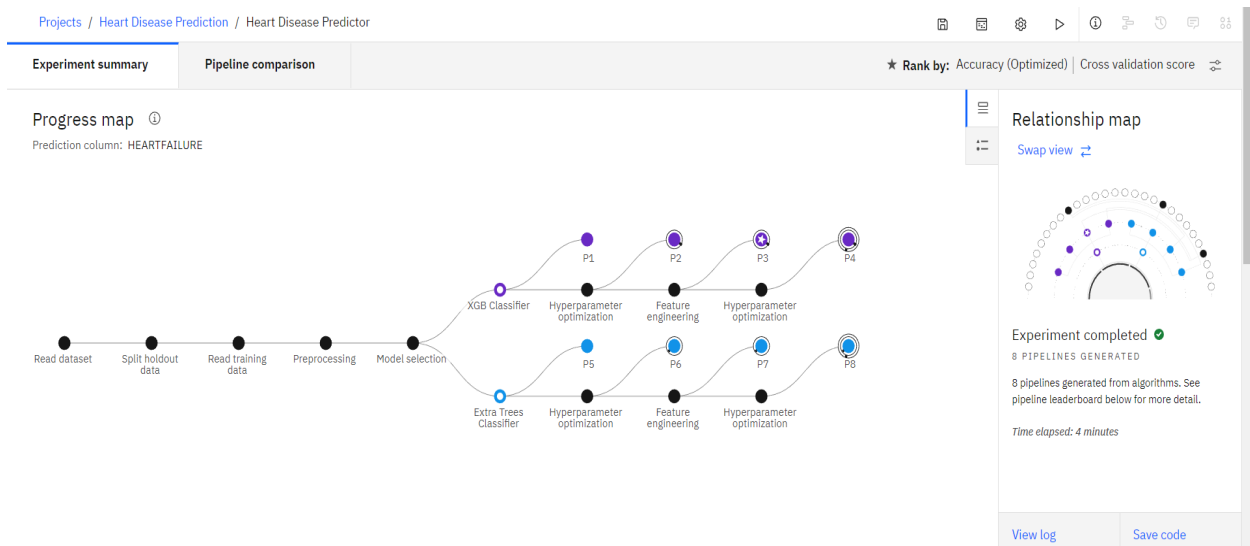 Projects / Heart Disease Prediction / Heart Disease Predictor
Experiment summary
Pipeline comparison
Rank by: Accuracy (Optimized) | Cross validation score
Progress map
Prediction column: HEARTFAILURE
P1
P2
P3
P4
XGB Classifier
Hyperparameter
optimization
Feature
engineering
Hyperparameter
optimization
Read dataset
Split holdout
data
Read training
data
Preprocessing
Model selection
P5
P6
P7
P8
Extra Trees
Classifier
Hyperparameter
optimization
Feature
engineering
Hyperparameter
optimization
Relationship map
Swap view
Experiment completed
8 PIPELINES GENERATED
8 pipelines generated from algorithms. See
pipeline leaderboard below for more detail.
Time elapsed: 4 minutes
View log
Save code